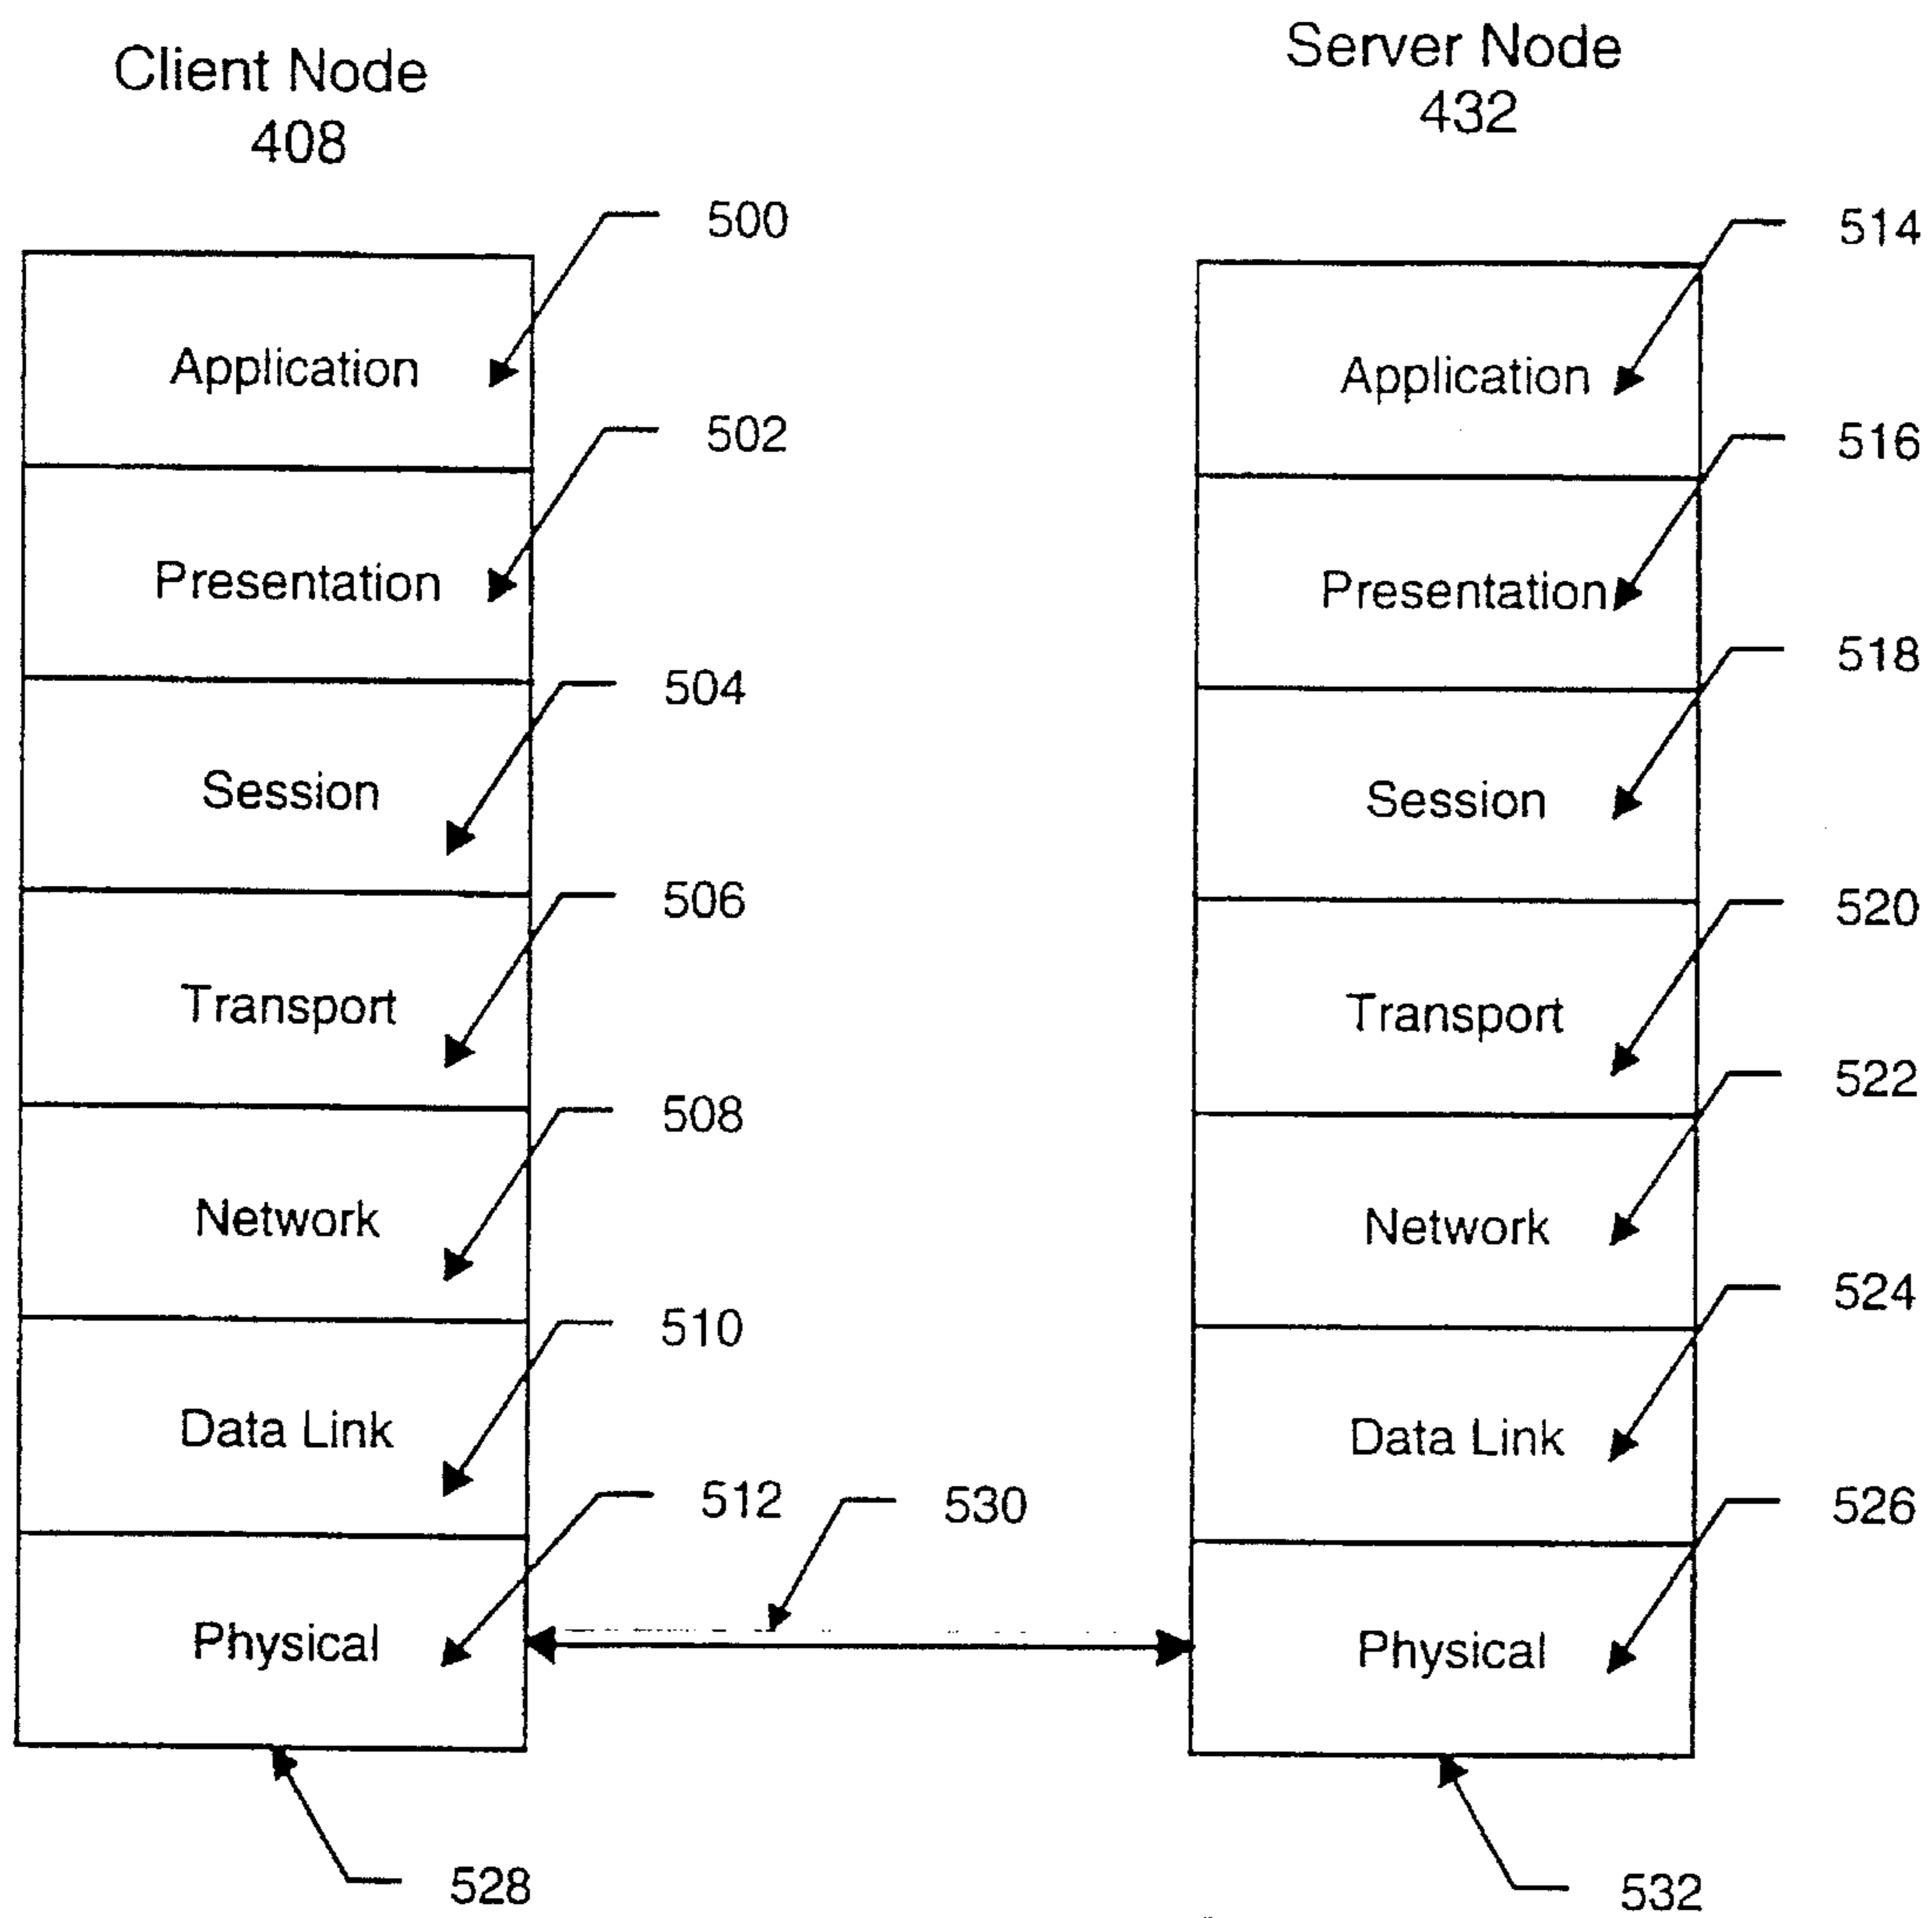 Client Node
408
Server Node
432
500
514
Application
Application
502
516
Presentation
Presentation
504
518
Session
Session
506
520
Transport
Transport
508
522
Network
Network
510
524
Data Link
Data Link
512
530
526
Physical
Physical
528
532